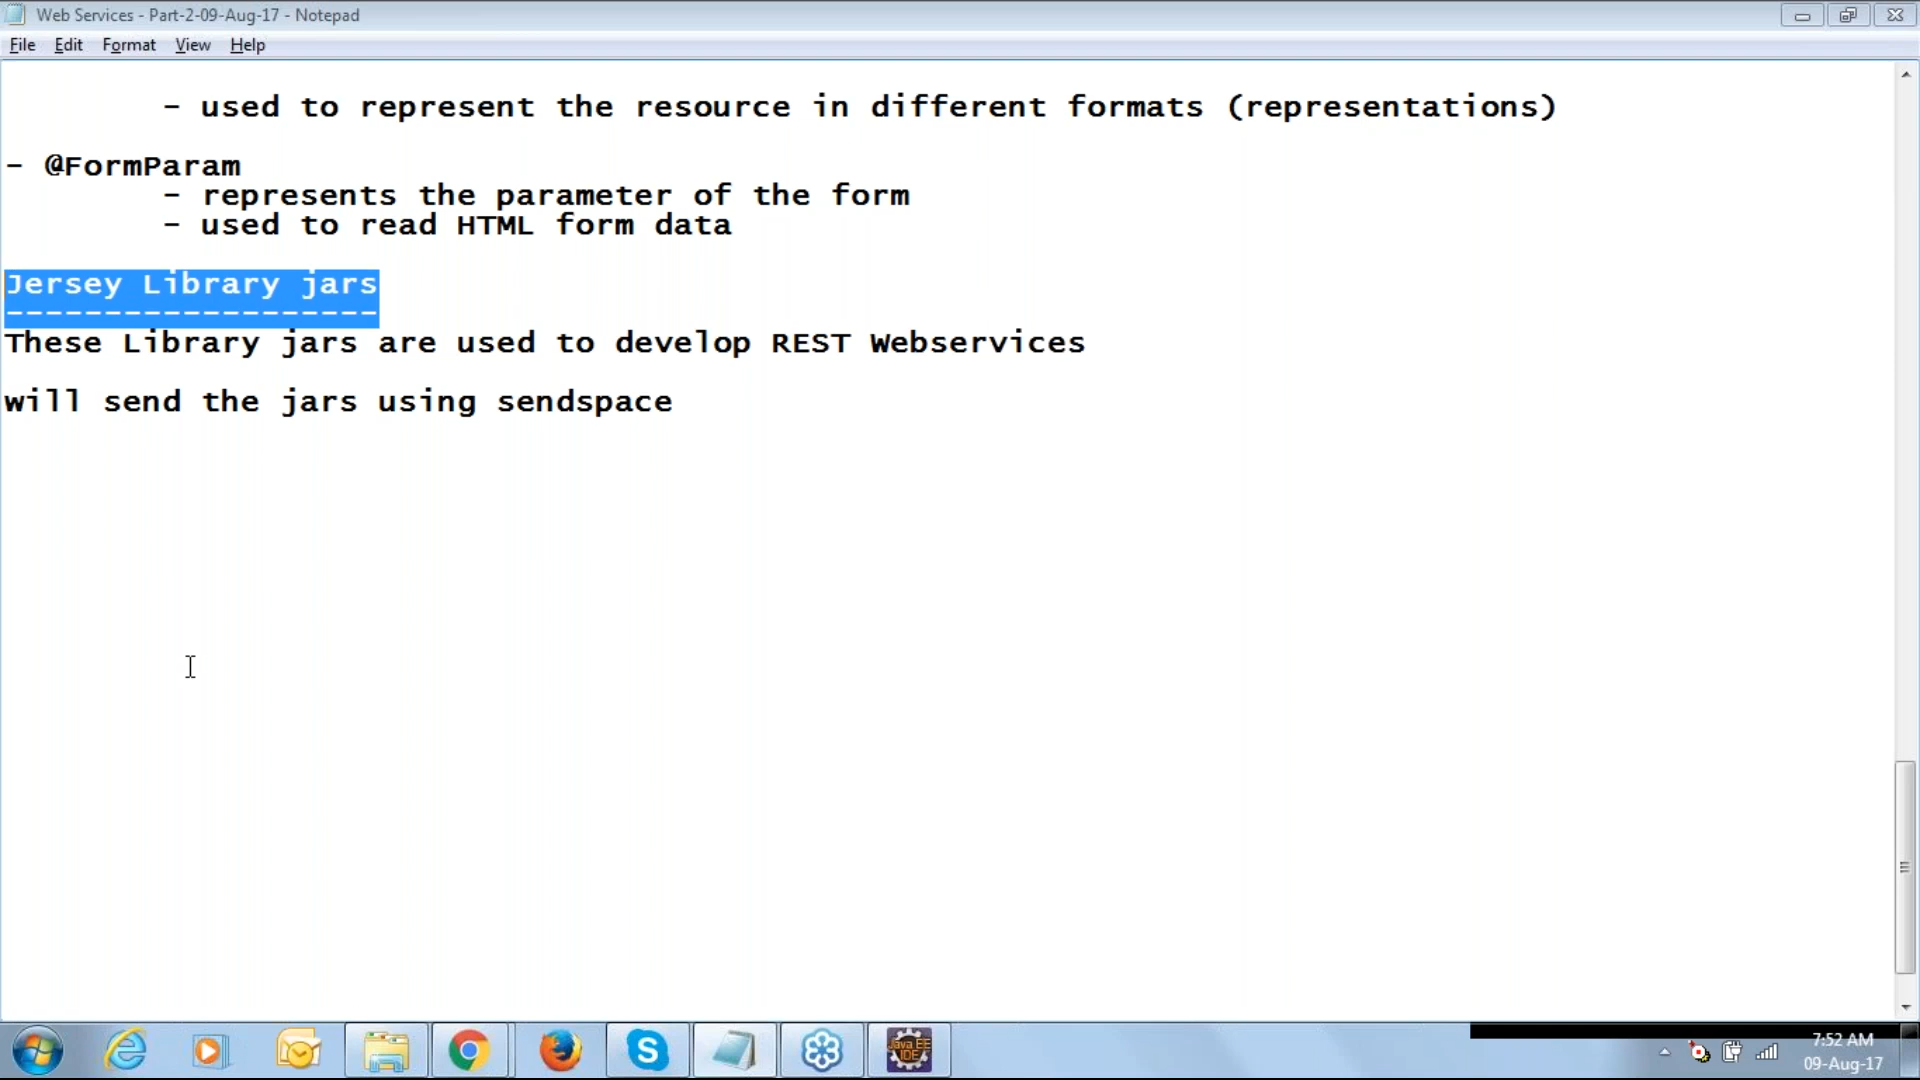 Web Services - Part-2-09-Aug-17 - Notepad
File Edit Format View Help
- used to represent the resource in different formats (representations)
- @FormParam
- represents the parameter of the form
- used to read HTML form data
Jersey Library jars
-------------------
These Library jars are used to develop REST Webservices
will send the jars using sendspace
Java EE
IDE
7:52 AM
09-Aug-17